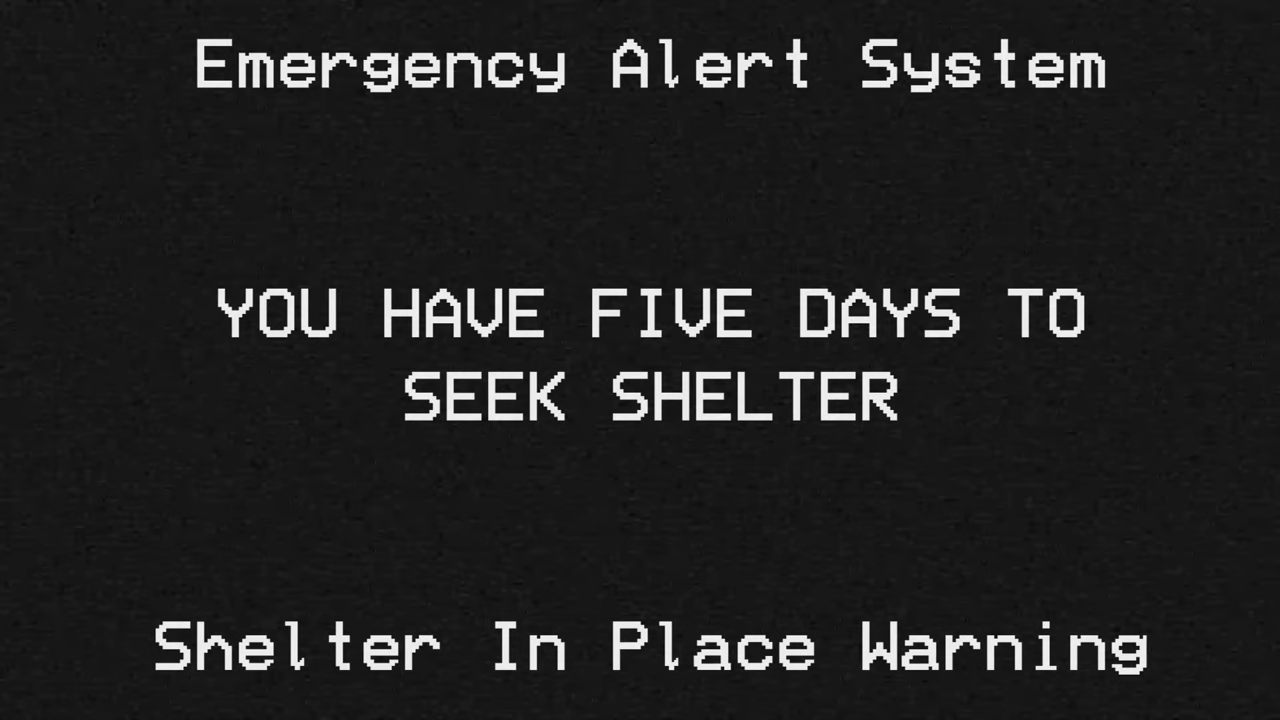 Emergency Alert System
YOU HAVE FIVE DAYS TO
SEEK SHELTER
Shelter In Place Warning